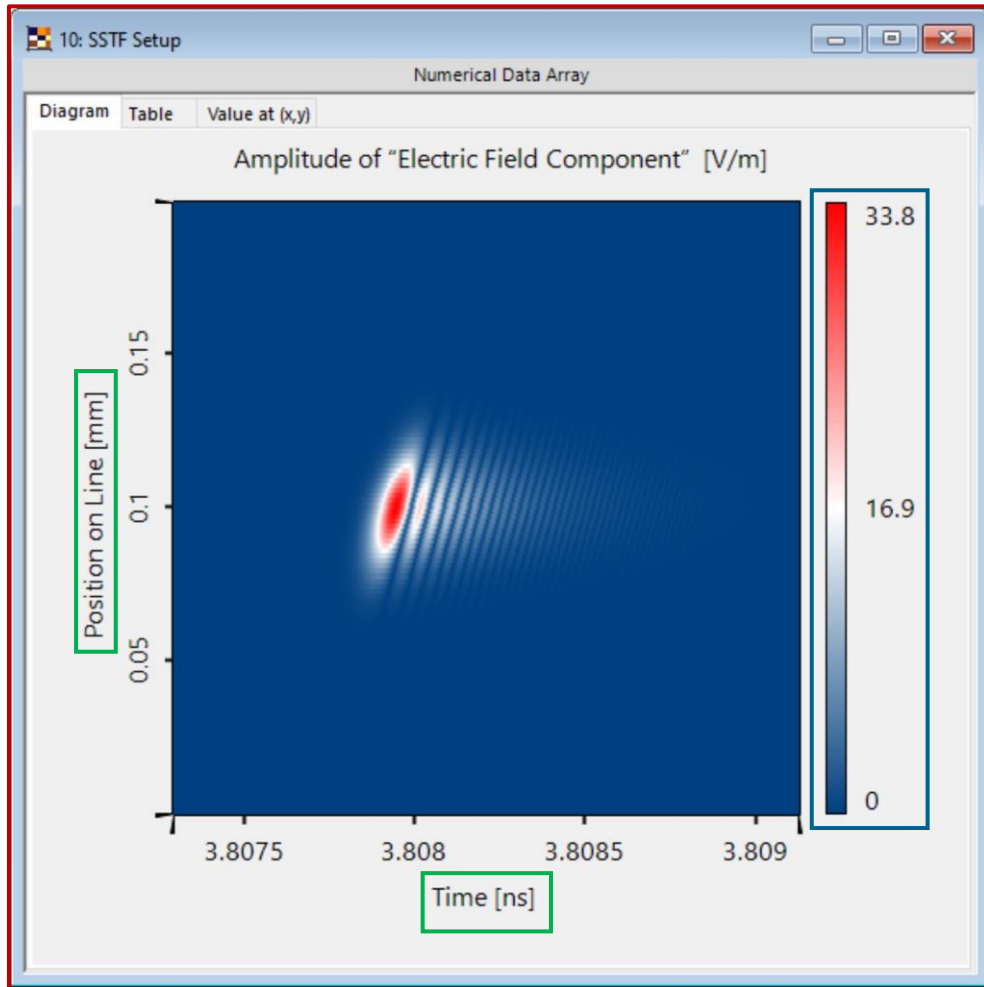 10: SSTF Setup
Numerical Data Array
Diagram Table Value at (x,y)
Amplitude of "Electric Field Component" [V/m]
33.8
16.9
0
Position on Line [mm]
0.15
0.1
0.05
3.8075 3.808 3.8085 3.809
Time [ns]